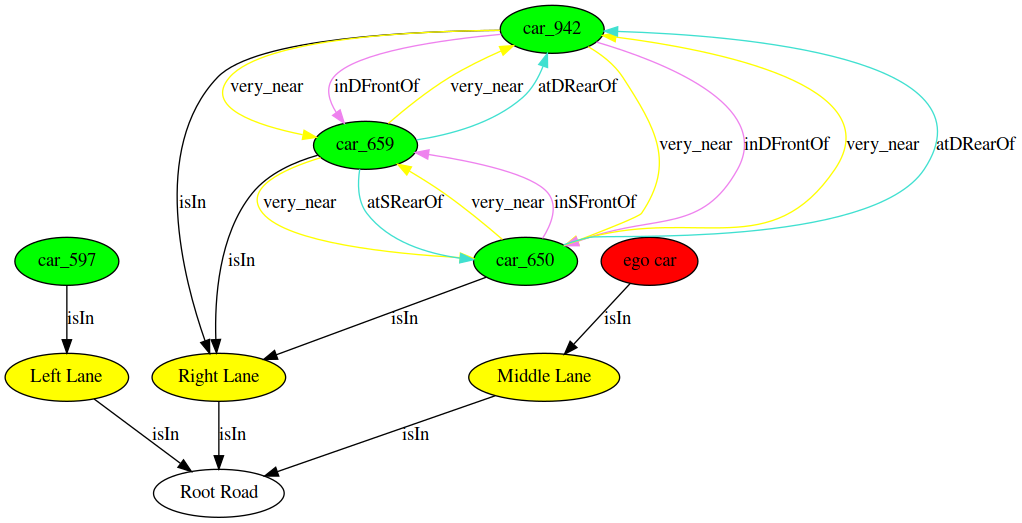 car_942
very_near
inDFrontOf
very_near
atDRearOf
car_659
very_near
inDFrontOf
very_near
atDRearOf
isIn
very_near
atSRearOf
very_near
inSFrontOf
isIn
car_597
car_650
ego car
isIn
isIn
isIn
Left Lane
Right Lane
Middle Lane
isIn
isIn
isIn
Root Road